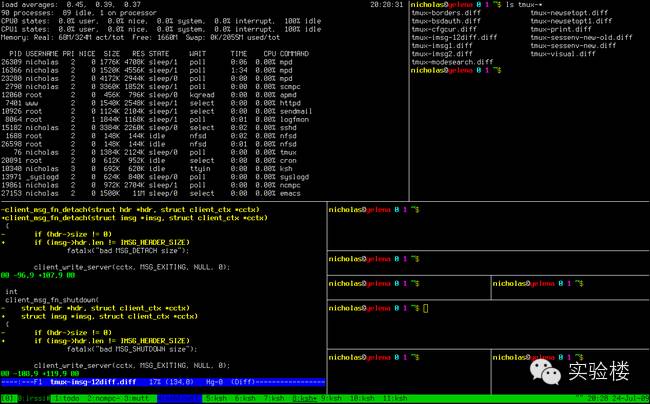 load averages:  0.45, 0.39, 0.37    20:28:31
90 processes:  89 idle, 1 on processor
CPU0 states:  0.0% user,  0.0% nice,  0.0% system,  0.0% interrupt,  100% idle
CPU1 states:  0.0% user,  0.0% nice,  0.0% system,  0.0% interrupt,  100% idle
Memory: Real: 68M/324M act/tot  Free: 1660M  Swap: 0K/2055M used/tot
PID USERNAME PRI NICE SIZE RES STATE WAIT TIME CPU COMMAND
26309 nicholas 2 0 1776K 4708K sleep/1 poll 0:06 0.00% mpd
16366 nicholas 2 0 1520K 4556K sleep/1 poll 1:34 0.00% mpd
23280 nicholas 2 0 4172K 2944K sleep/0 poll 0:00 0.00% mpd
2790 nicholas 2 0 3360K 1852K sleep/1 poll 0:00 0.00% scmpc
12068 root 2 0 456K 796K sleep/0 kqread 0:00 0.00% apmd
7401 www 2 0 1540K 2548K sleep/0 select 0:00 0.00% httpd
10926 root 2 0 1124K 2104K sleep/1 select 0:00 0.00% sendmail
8064 root 2 1 1844K 1168K sleep/1 poll 0:01 0.00% logfmon
15182 nicholas 2 0 3384K 2260K sleep/0 select 0:02 0.00% sshd
1688 root 2 0 148K 144K idle nfsd 0:02 0.00% nfsd
26598 root 2 0 148K 144K idle nfsd 0:01 0.00% nfsd
76 nicholas 2 0 1384K 2124K sleep/0 poll 0:00 0.00% tmux
20891 root 2 0 612K 952K idle select 0:00 0.00% cron
10340 nicholas 3 0 692K 620K idle ttyin 0:00 0.00% ksh
13971 _syslogd 2 0 624K 840K sleep/0 poll 0:00 0.00% syslogd
19861 nicholas 2 0 972K 2704K sleep/0 poll 0:01 0.00% ncmpc
27153 nicholas 2 0 1500K 11M sleep/0 select 0:00 0.00% emacs
nicholas@yelena 0 1 ~$ ls tmux-*
tmux-borders.diff    tmux-newsetopt.diff
tmux-bsdauth.diff    tmux-newsetopt1.diff
tmux-cfgcur.diff    tmux-print.diff
tmux-imsg-12diff.diff    tmux-sessenv-new-old.diff
tmux-imsg1.diff    tmux-sessenv-new.diff
tmux-imsg2.diff    tmux-visual.diff
tmux-modesearch.diff
nicholas@yelena 0 1 ~$
-client_msg_fn_detach(struct hdr *hdr, struct client_ctx *cctx)
+client_msg_fn_detach(struct imsg *imsg, struct client_ctx *cctx)
{
-       if (hdr->size != 0)
+       if (imsg->hdr.len != IMSG_HEADER_SIZE)
fatalx("bad MSG_DETACH size");
client_write_server(cctx, MSG_EXITING, NULL, 0);
@@ -96,9 +107,9 @@
int
client_msg_fn_shutdown(
-    struct hdr *hdr, struct client_ctx *cctx)
+    struct imsg *imsg, struct client_ctx *cctx)
{
-       if (hdr->size != 0)
+       if (imsg->hdr.len != IMSG_HEADER_SIZE)
fatalx("bad MSG_SHUTDOWN size");
client_write_server(cctx, MSG_EXITING, NULL, 0);
@@ -108,9 +119,9 @@
----:---F1  tmux-imsg-12diff.diff   17% (134,0)   Hg-0  (Diff)
nicholas@yelena 0 1 ~$
nicholas@yelena 0 1 ~$
nicholas@yelena 0 1 ~$    nicholas@yelena 0 1 ~$
nicholas@yelena 0 1 ~$
nicholas@yelena 0 1 ~$    nicholas@yelena 0 1 ~$
实验楼
[0] 0:irssi# 1:todo  2:ncmpc- 3:mutt    5:ksh  6:ksh  7:ksh  8:ksh* 9:ksh  10:ksh  11:ksh    "" 20:28 24-Jul-09